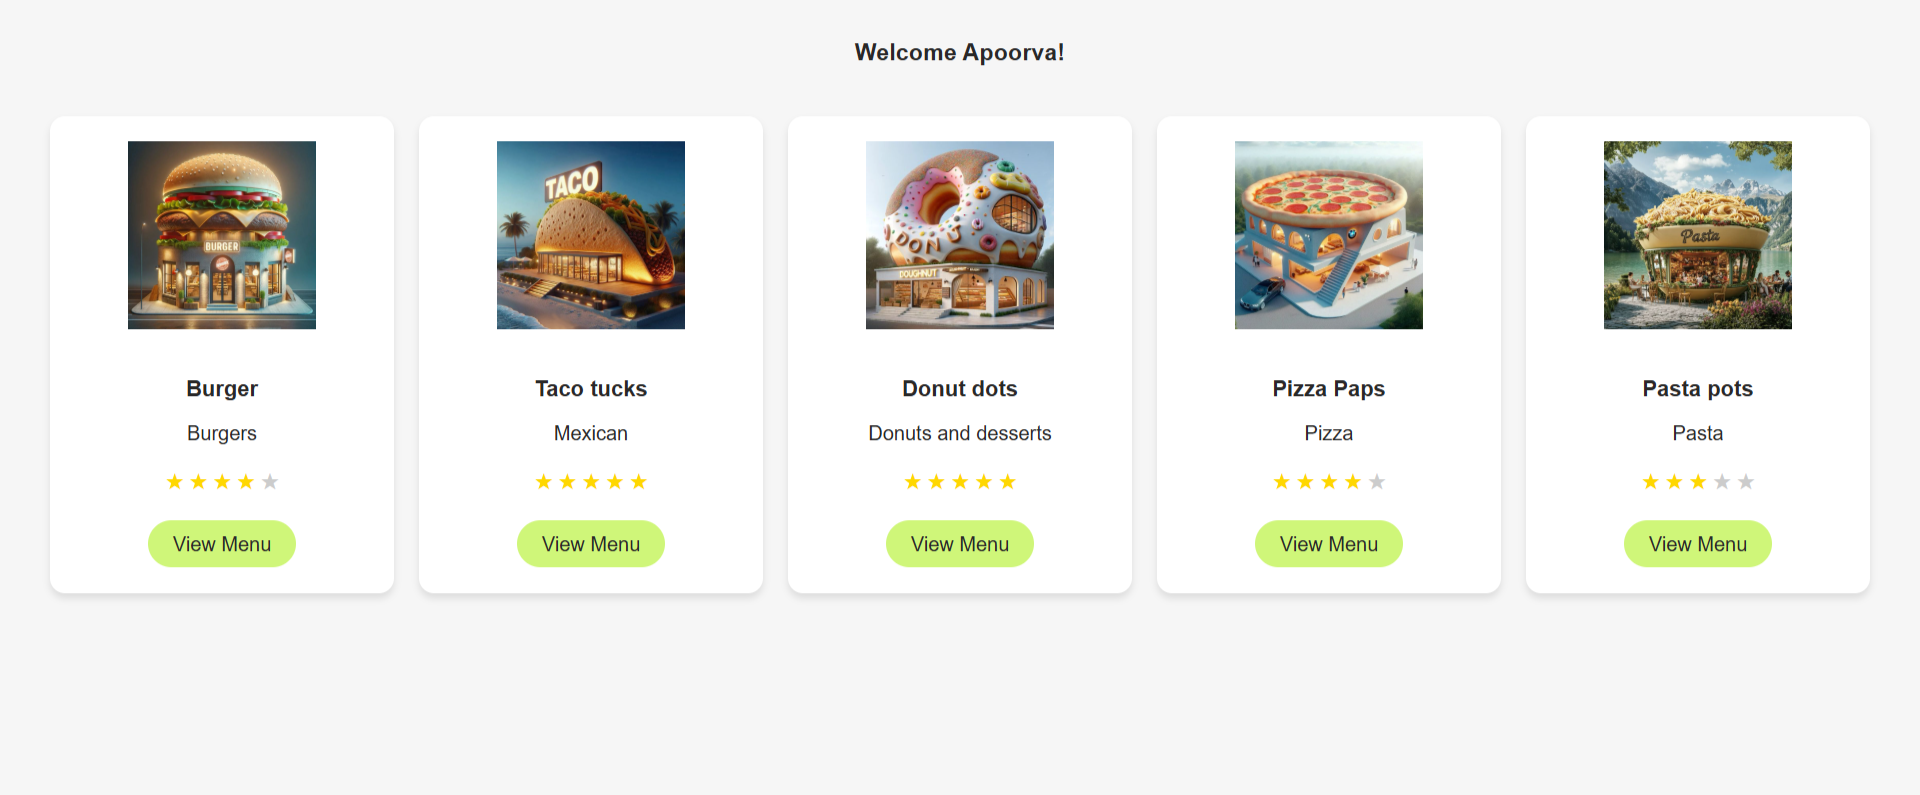 Welcome Apoorva!
BURGER
TACO
DOUGHNUT
Pasta
Burger
Taco tucks
Donut dots
Pizza Paps
Pasta pots
Burgers
Mexican
Donuts and desserts
Pizza
Pasta
★ ★ ★ ★ ★
★ ★ ★ ★ ★
★ ★ ★ ★ ★
★ ★ ★ ★ ★
★ ★ ★ ★ ★
View Menu
View Menu
View Menu
View Menu
View Menu